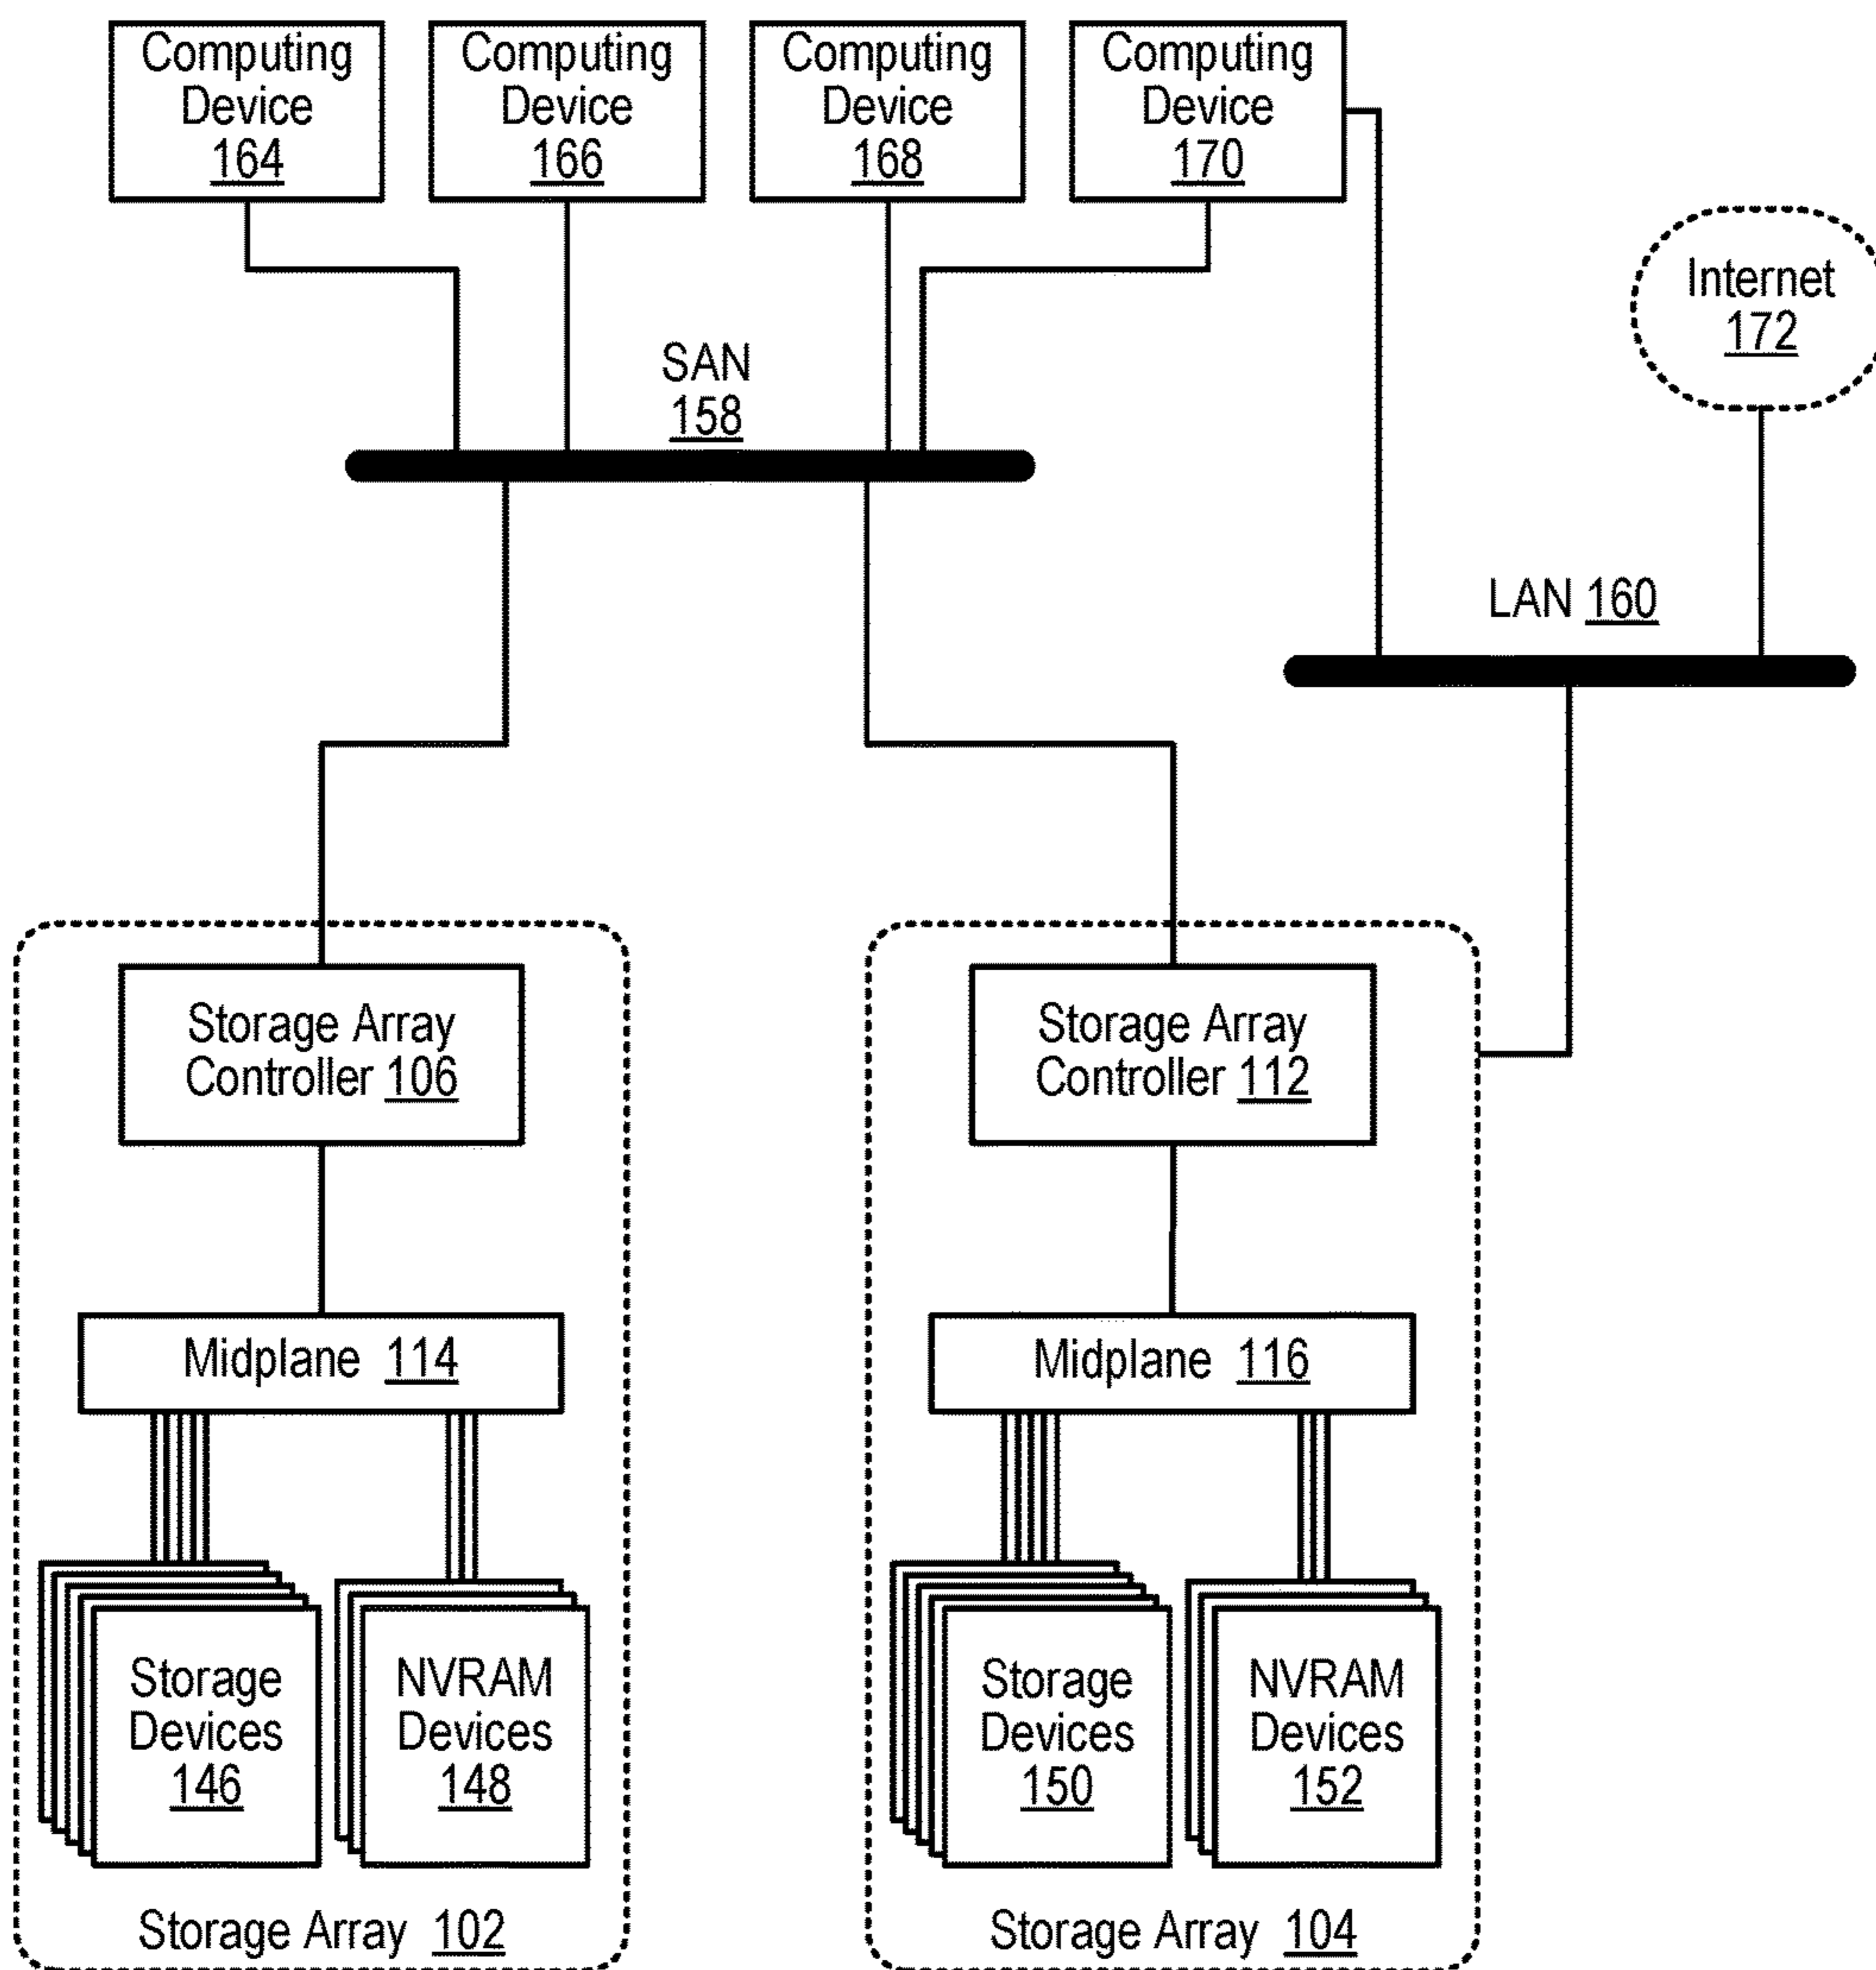 Computing
Device
164
Computing
Device
166
Computing
Device
168
Computing
Device
170
Internet
172
SAN
158
LAN 160
Storage Array
Controller 106
Storage Array
Controller 112
Midplane 114
Midplane 116
Storage
Devices
146
NVRAM
Devices
148
Storage
Devices
150
NVRAM
Devices
152
Storage Array 102
Storage Array 104